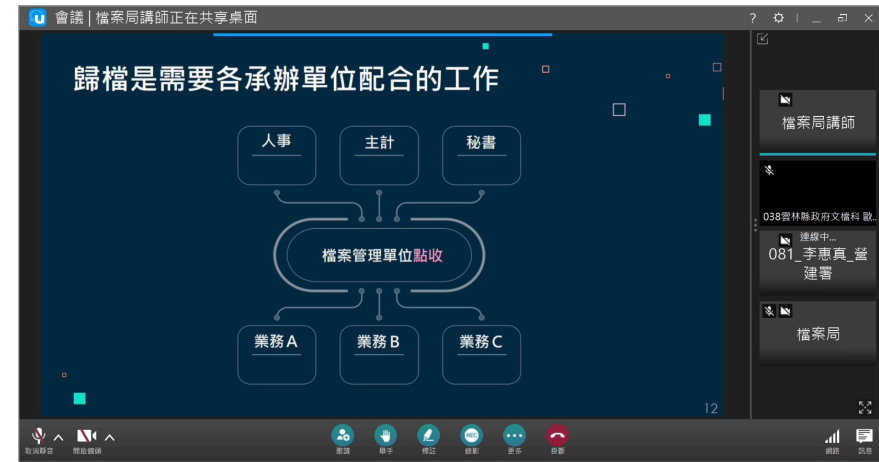 會議 | 檔案局講師正在共享桌面
歸檔是需要各承辦單位配合的工作
人事
主計
秘書
檔案管理單位點收
業務A
業務B
業務C
12
檔案局講師
038雲林縣政府文檔科 歐..
連線中...
081_李惠真_營
建署
檔案局
取消靜音
開啟鏡頭
邀請
舉手
標註
REC
錄影
更多
掛斷
網路
訊息